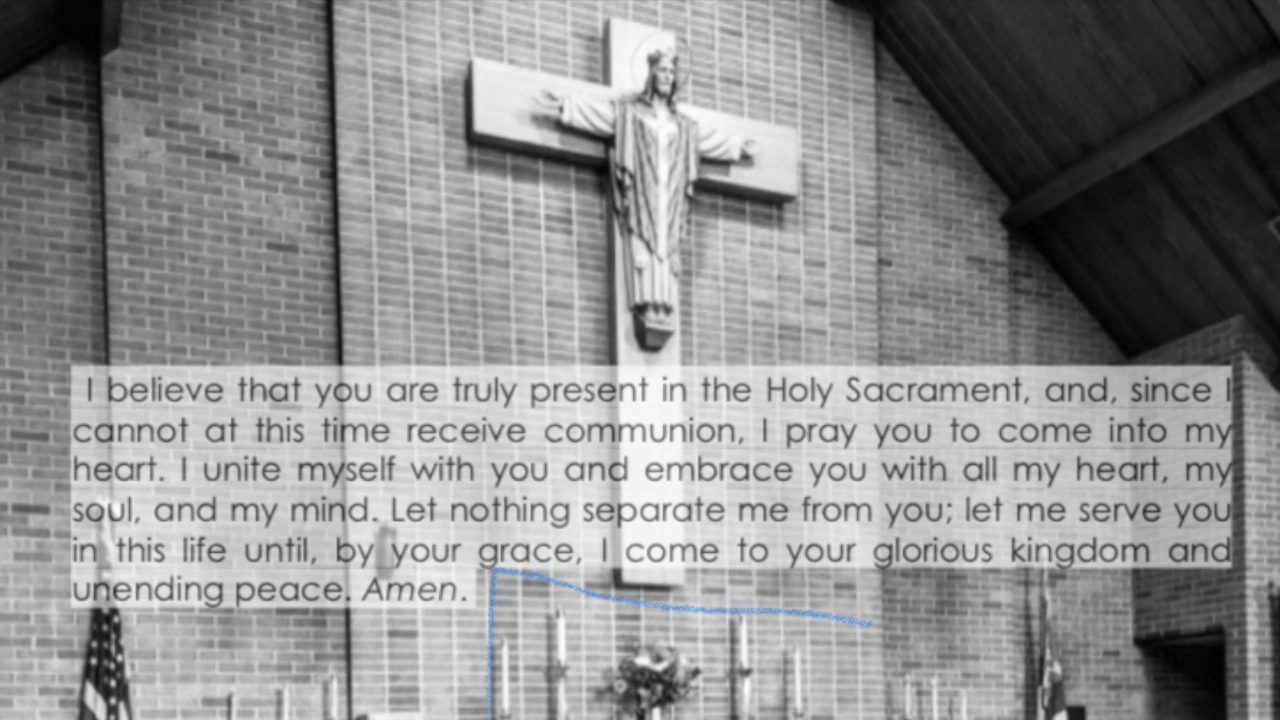 I believe that you are truly present in the Holy Sacrament, and, since I
cannot at this time receive communion, I pray you to come into my
heart. I unite myself with you and embrace you with all my heart, my
soul, and my mind. Let nothing separate me from you; let me serve you
in this life until, by your grace, I come to your glorious kingdom and
unending peace. Amen.